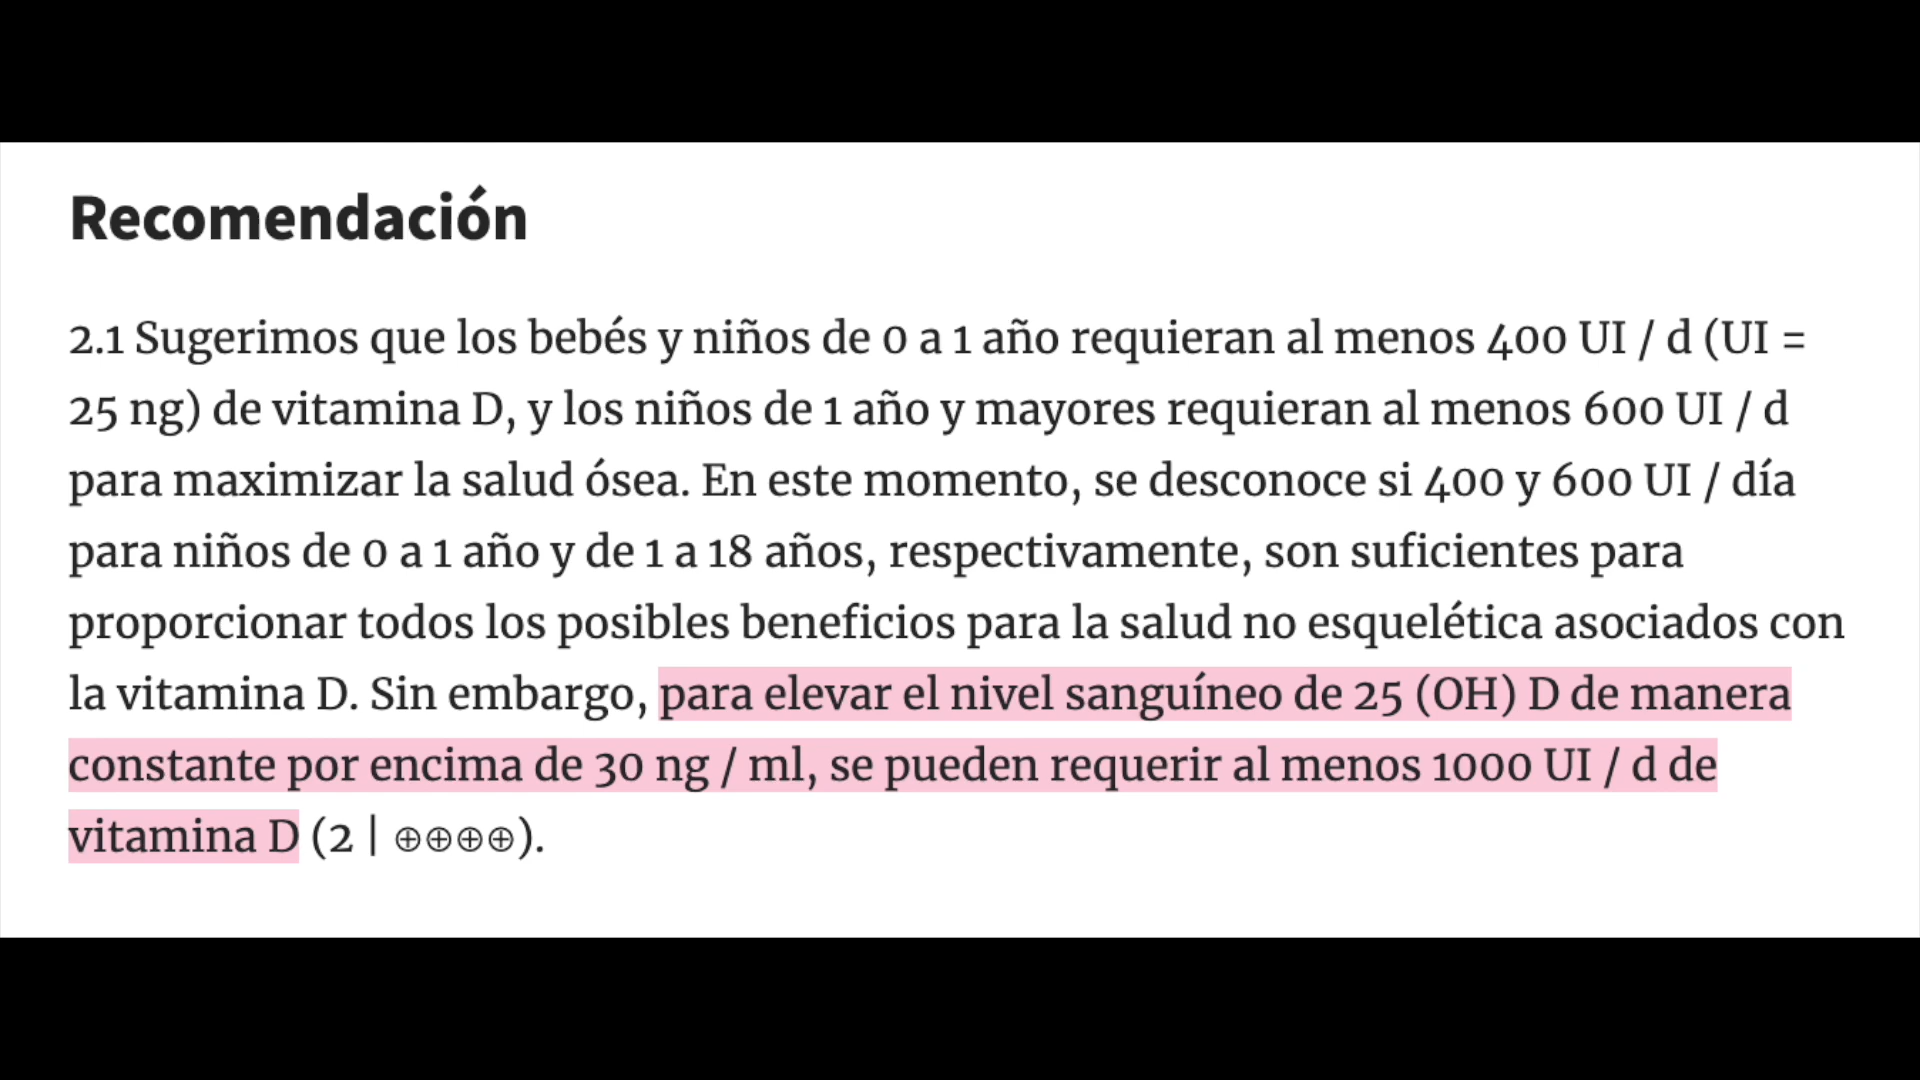 Recomendación
2.1 Sugerimos que los bebés y niños de 0 a 1 año requieran al menos 400 UI / d (UI =
25 ng) de vitamina D, y los niños de 1 año y mayores requieran al menos 600 UI / d
para maximizar la salud ósea. En este momento, se desconoce si 400 y 600 UI / día
para niños de 0 a 1 año y de 1 a 18 años, respectivamente, son suficientes para
proporcionar todos los posibles beneficios para la salud no esquelética asociados con
la vitamina D. Sin embargo, para elevar el nivel sanguíneo de 25 (OH) D de manera
constante por encima de 30 ng / ml, se pueden requerir al menos 1000 UI / d de
vitamina D (2 | ⊕⊕⊕⊕).